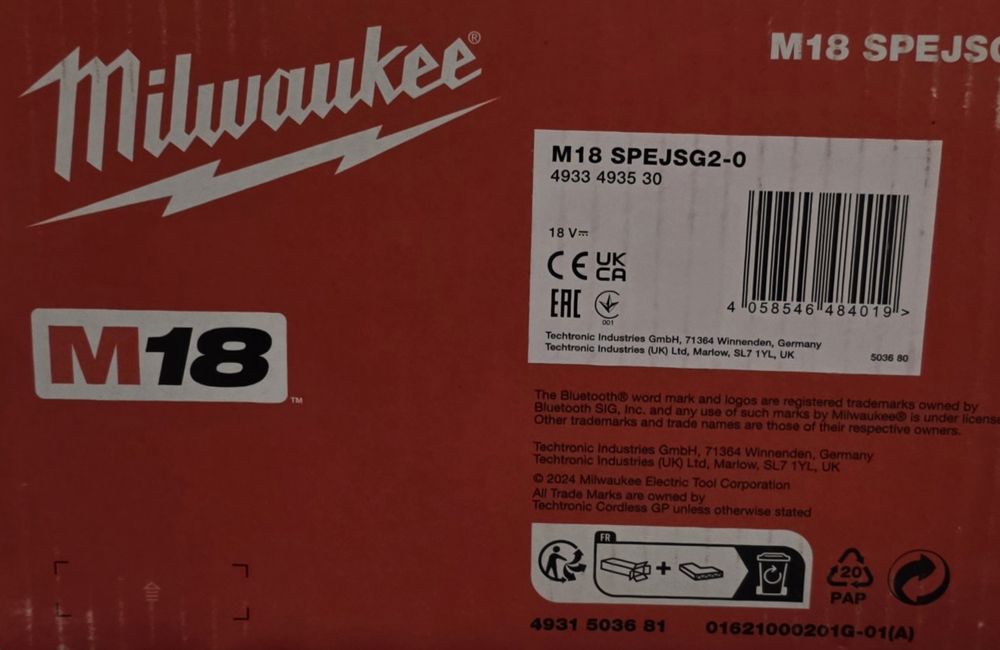 Milwaukee®
M18 SPEJSG
M18 SPEJSG2-0
4933 4935 30
18 V
CE UK CA
EAC
001
4 058546 484019 >
Techtronic Industries GmbH, 71364 Winnenden, Germany
Techtronic Industries (UK) Ltd, Marlow, SL7 1YL, UK
5036 80
M18™
The Bluetooth® word mark and logos are registered trademarks owned by
Bluetooth SIG, Inc. and any use of such marks by Milwaukee® is under license
Other trademarks and trade names are those of their respective owners.
Techtronic Industries GmbH, 71364 Winnenden, Germany
Techtronic Industries (UK) Ltd, Marlow, SL7 1YL, UK
© 2024 Milwaukee Electric Tool Corporation
All Trade Marks are owned by
Techtronic Cordless GP unless otherwise stated
FR
+
20
PAP
4931 5036 81 01621000201G-01(A)